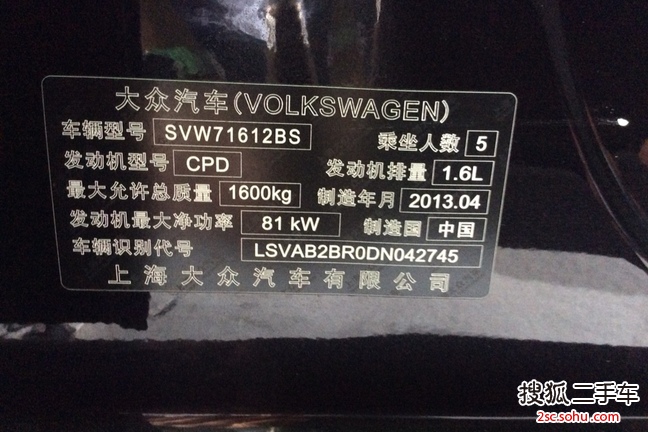 大众汽车(VOLKSWAGEN)
车辆型号 SVW71612BS 乘坐人数 5
发动机型号 CPD 发动机排量 1.6L
最大允许总质量 1600kg 制造年月 2013.04
发动机最大净功率 81 kW 制造国 中国
车辆识别代号 LSVAB2BR0DN042745
上海大众汽车有限公司
搜狐二手车
2sc.sohu.com